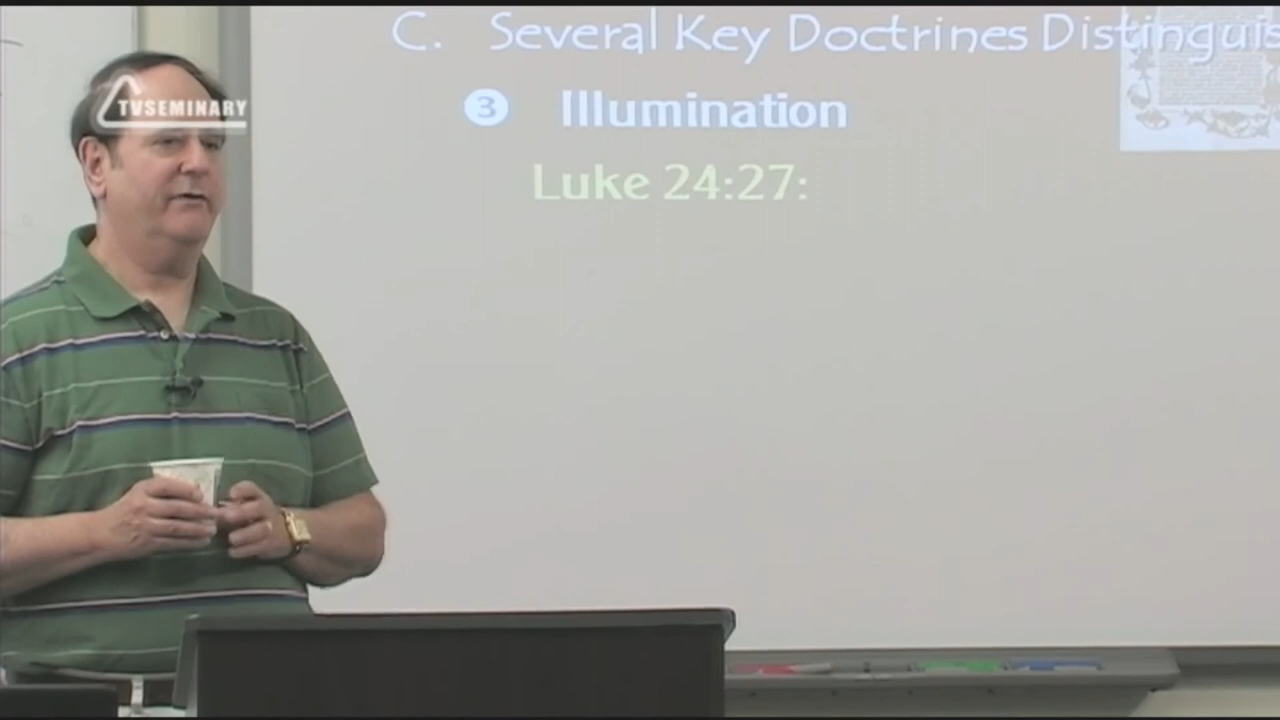 C. Several Key Doctrines Distinguis
TVSEMINARY
3 Illumination
Luke 24:27: